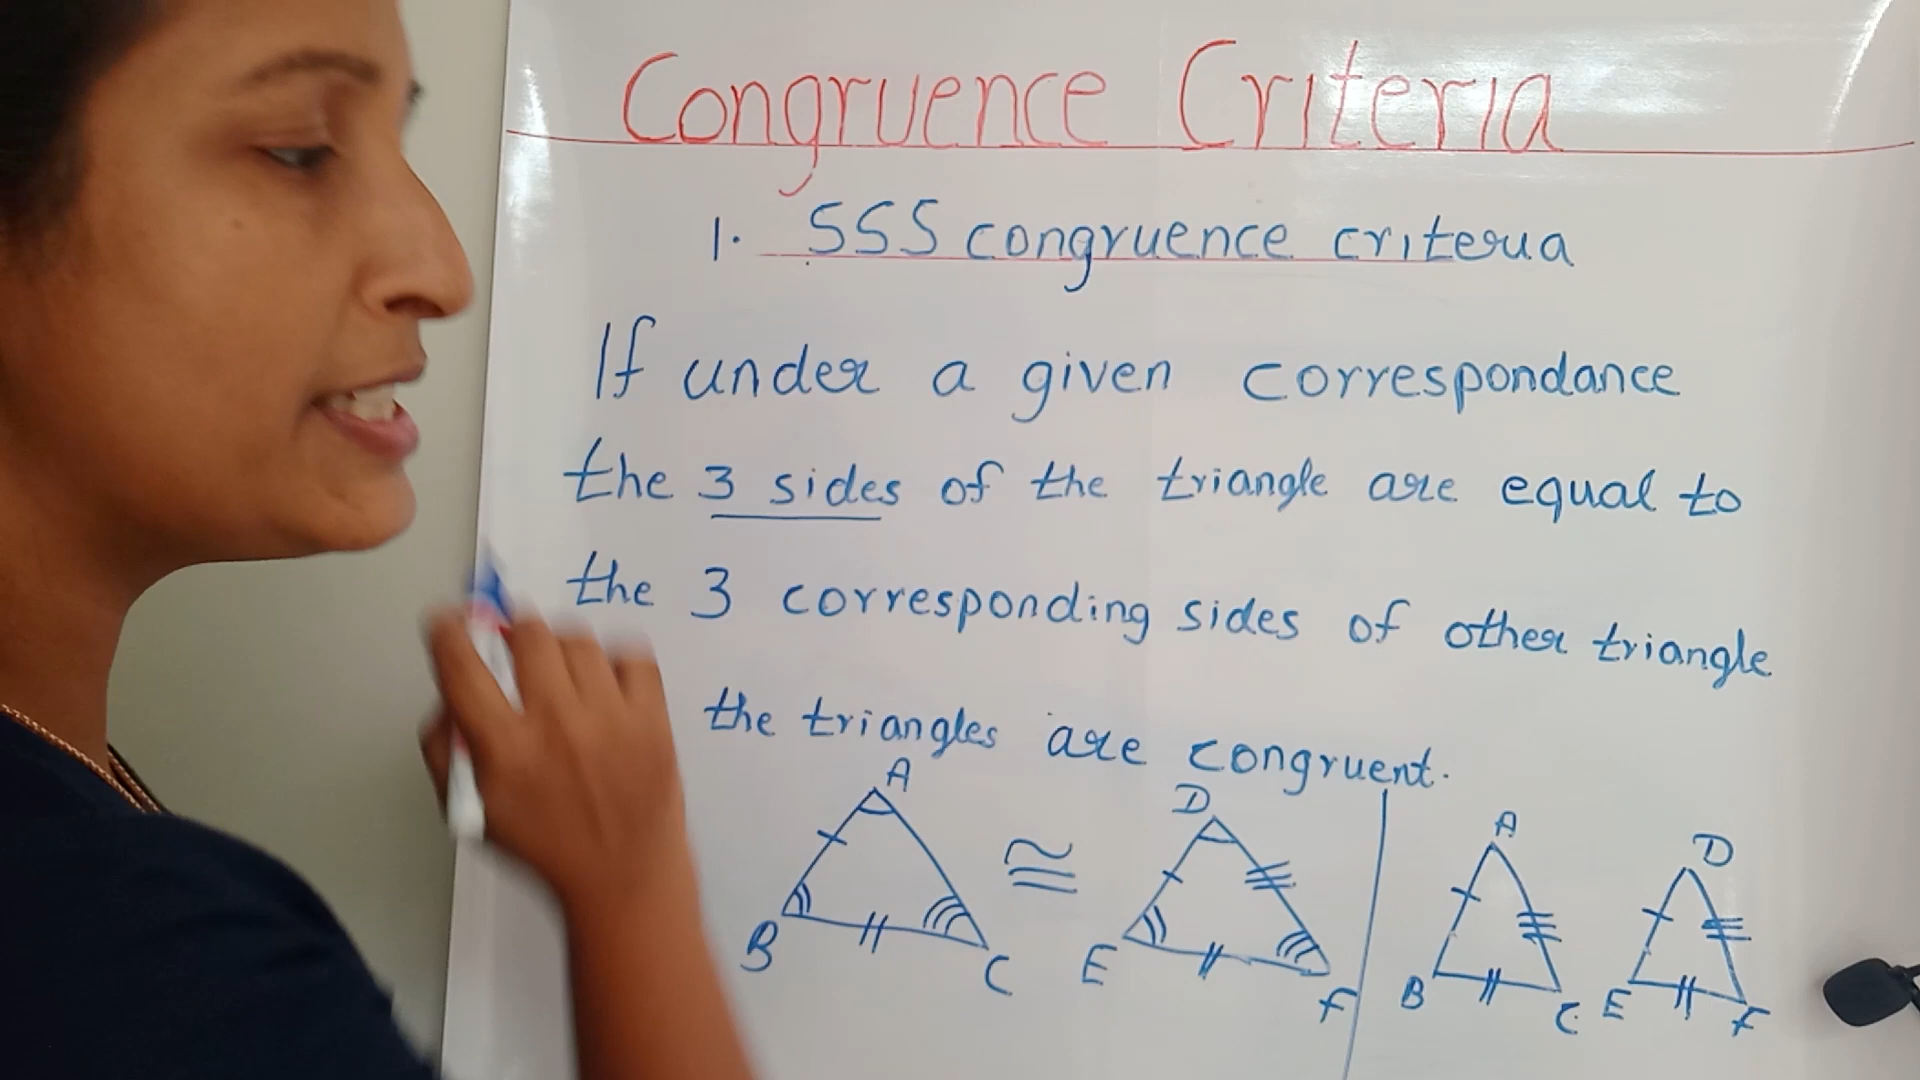 Congruence Criteria
1. SSS congruence criteria
If under a given correspondance
the 3 sides of the triangle are equal to
the 3 corresponding sides of other triangle
the triangles are congruent.
A
B
C
≅
D
E
F
A
B
C
D
E
F